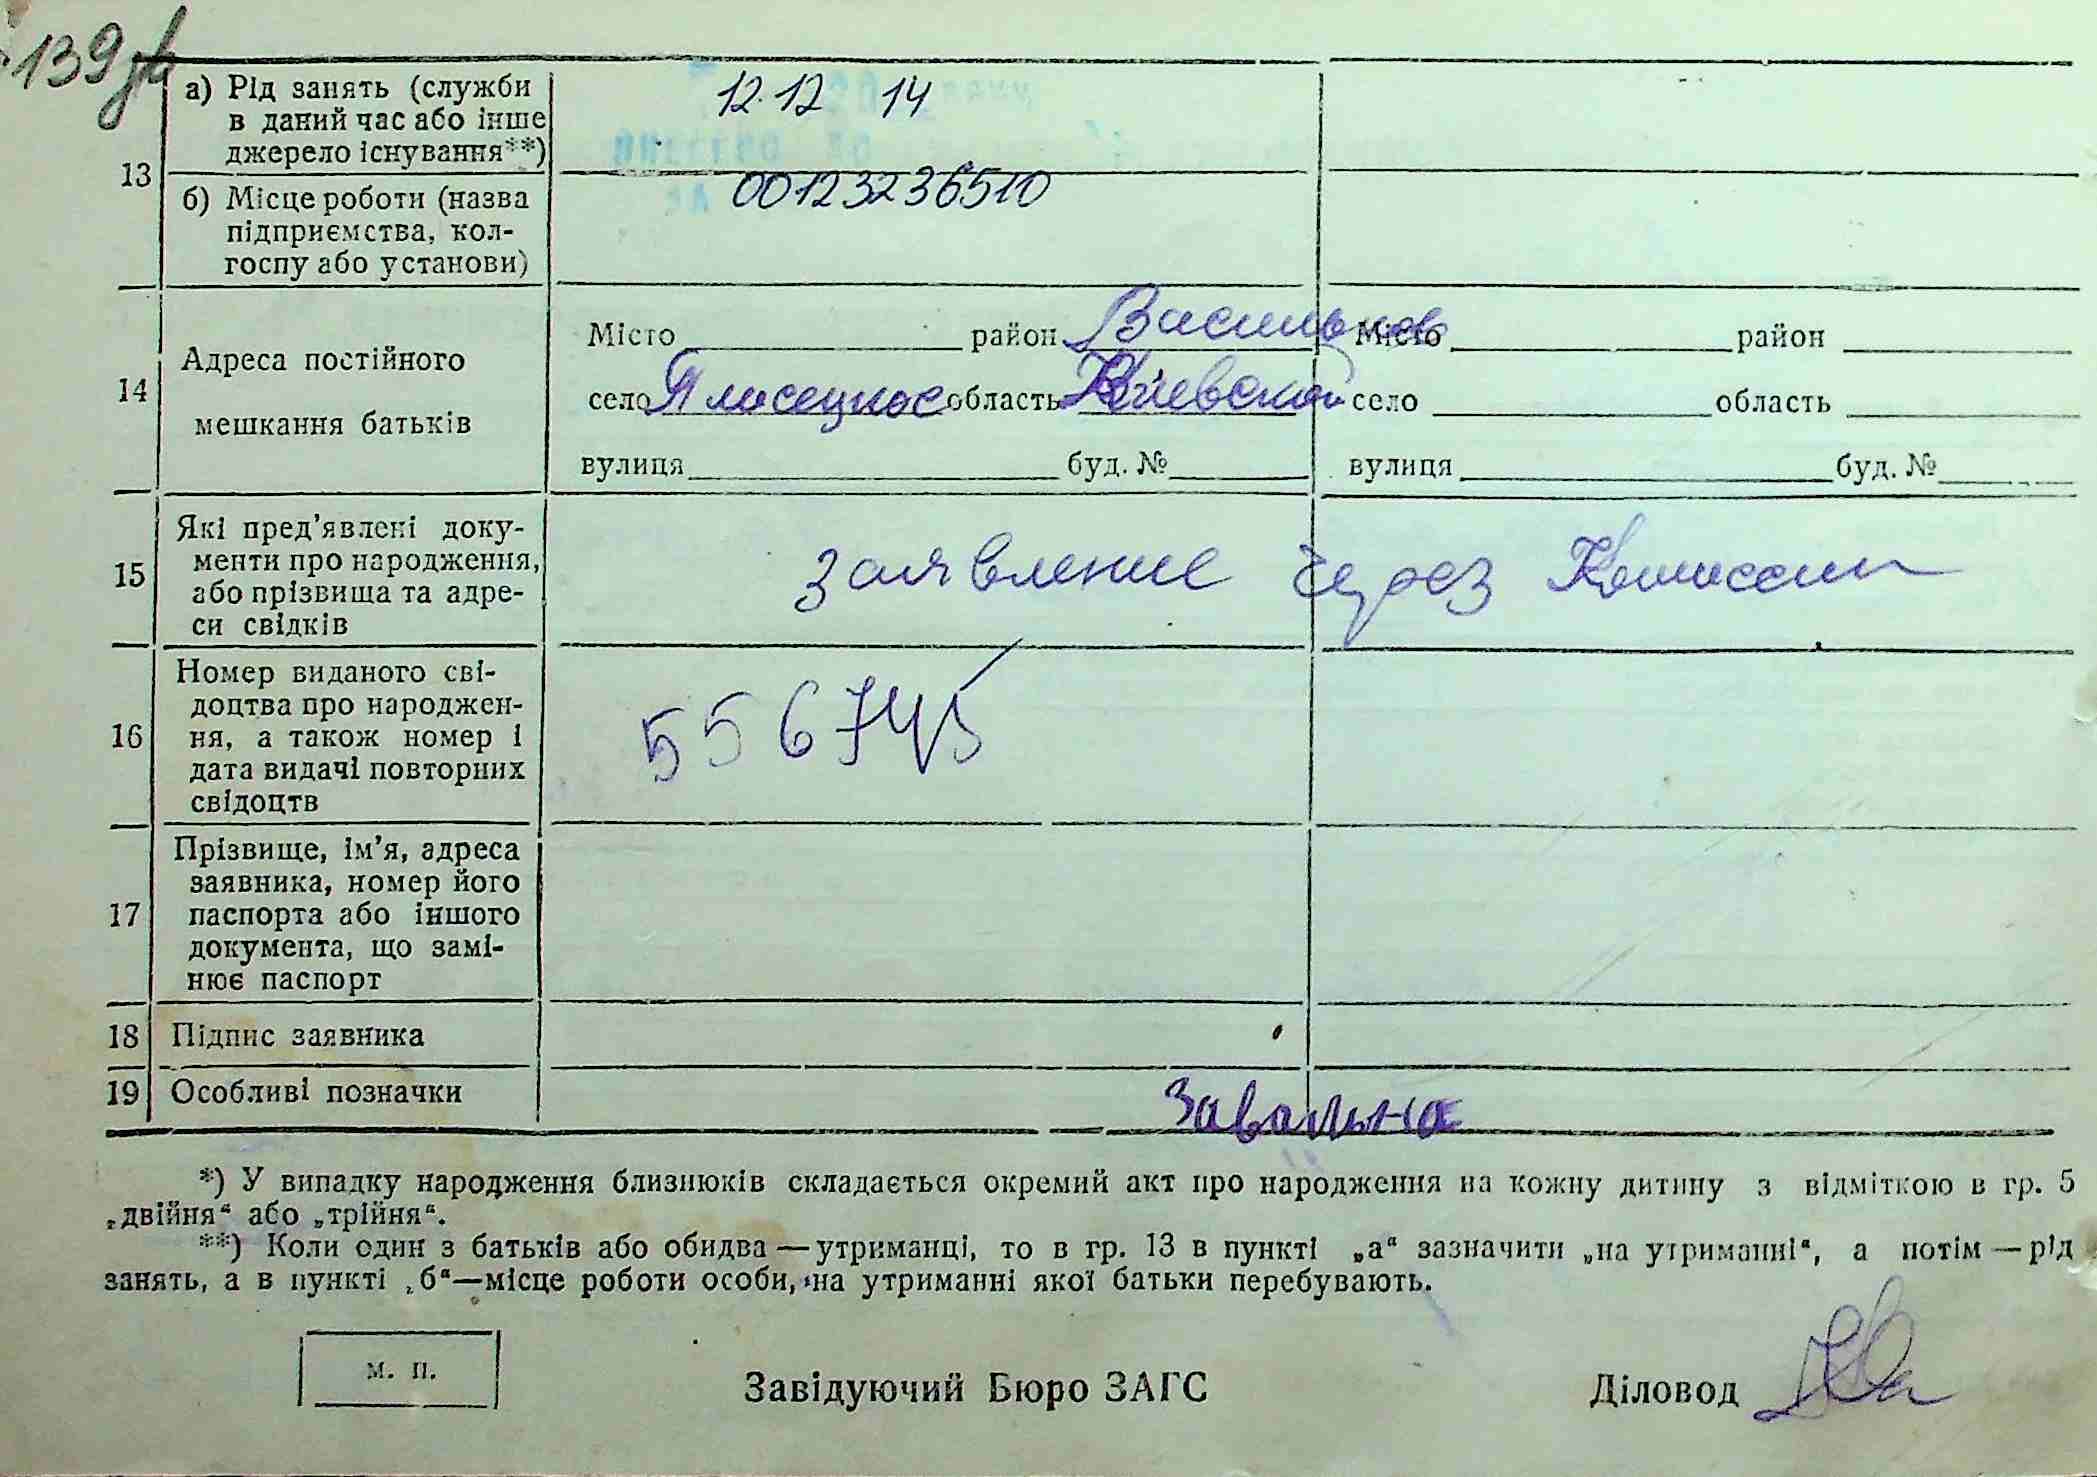 139
а) Рід занять (служби в даний час або інше джерело існування**)
12.12 14
13
б) Місце роботи (назва підприємства, колгоспу або установи)
00123236510
14
Адреса постійного мешкання батьків
Місто район Васильков Місто район
село Плисецкое область Киевской село область
вулиця буд. № вулиця буд. №
15
Які пред’явлені документи про народження, або прізвища та адреси свідків
заявление через Комиссии
16
Номер виданого свідоцтва про народження, а також номер і дата видачі повторних свідоцтв
556745
17
Прізвище, ім’я, адреса заявника, номер його паспорта або іншого документа, що замінює паспорт
18 Підпис заявника
19 Особливі позначки
Завальна
*) У випадку народження близнюків складається окремий акт про народження на кожну дитину з відміткою в гр. 5
„двійня“ або „трійня“.
**) Коли один з батьків або обидва — утриманці, то в гр. 13 в пункті „а“ зазначити „на утриманні“, а потім — рід
занять, а в пункті „б“ — місце роботи особи, на утриманні якої батьки перебувають.
м. п.
Завідуючий Бюро ЗАГС
Діловод